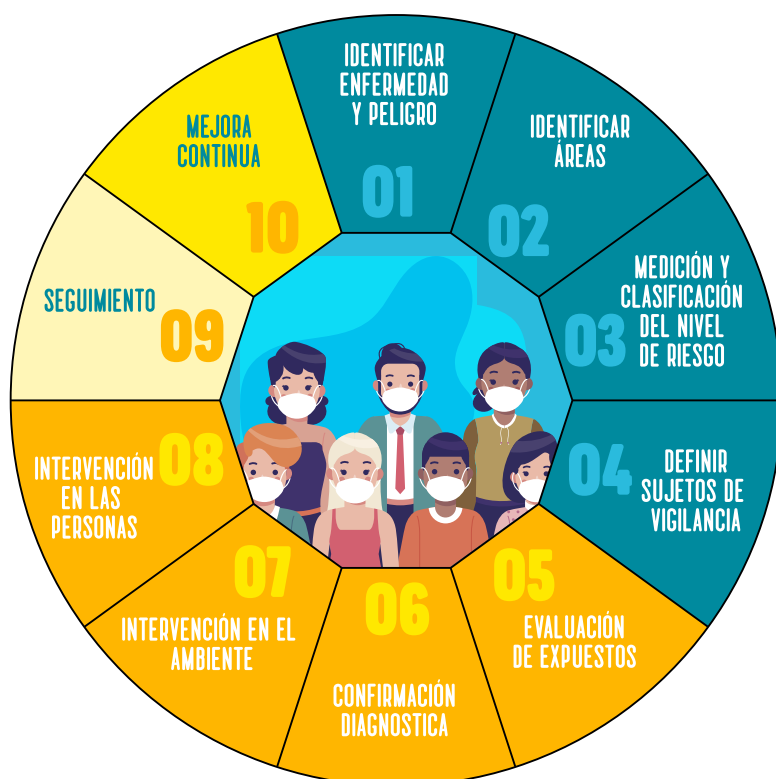 IDENTIFICAR
ENFERMEDAD
Y PELIGRO
01
IDENTIFICAR
ÁREAS
02
MEDICIÓN Y
CLASIFICACIÓN
DEL NIVEL
DE RIESGO
03
DEFINIR
SUJETOS DE
VIGILANCIA
04
05
EVALUACIÓN
DE EXPUESTOS
06
CONFIRMACIÓN
DIAGNOSTICA
07
INTERVENCIÓN EN EL
AMBIENTE
08
INTERVENCIÓN
EN LAS
PERSONAS
SEGUIMIENTO
09
MEJORA
CONTINUA
10